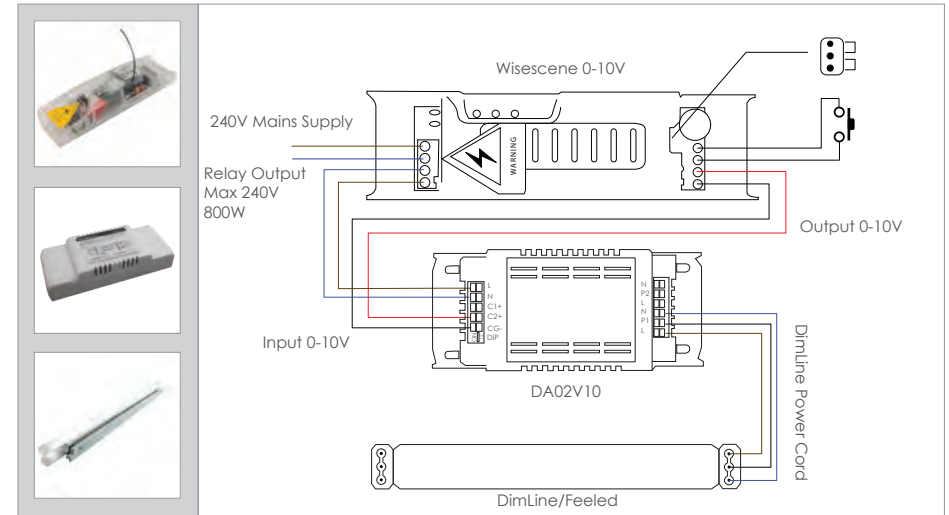 Wisescene 0-10V
240V Mains Supply
Relay Output
Max 240V
800W
WARNING
Output 0-10V
L
N
C1+
C2+
CG-
DIP
N
P2
L
N
P1
L
Input 0-10V
DA02V10
DimLine Power Cord
DimLine/Feeled